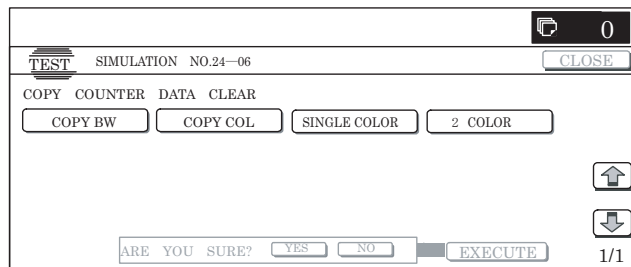 0
TEST SIMULATION NO.24—06 CLOSE
COPY COUNTER DATA CLEAR
COPY BW COPY COL SINGLE COLOR 2 COLOR
ARE YOU SURE? YES NO EXECUTE
1/1